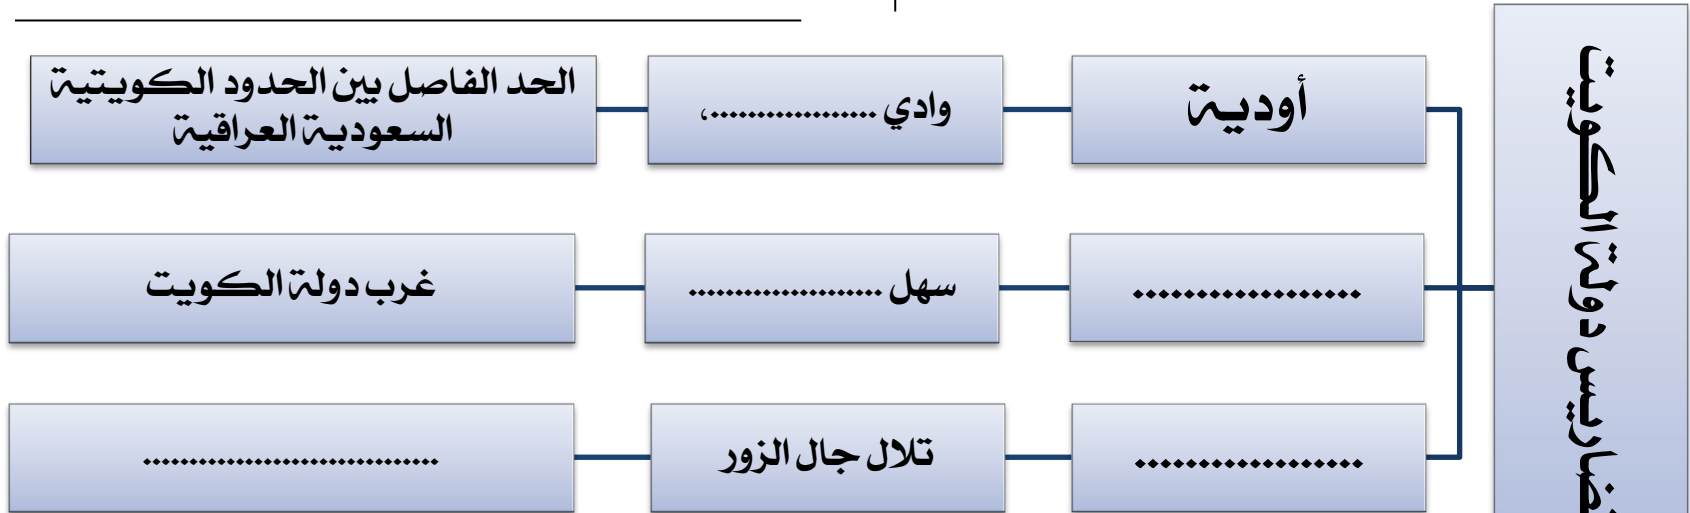 تضاريس دولة الكويت
أودية
وادي ..................،
الحد الفاصل بين الحدود الكويتية
السعودية العراقية
..................
سهل .....................
غرب دولة الكويت
..................
تلال جال الزور
................................